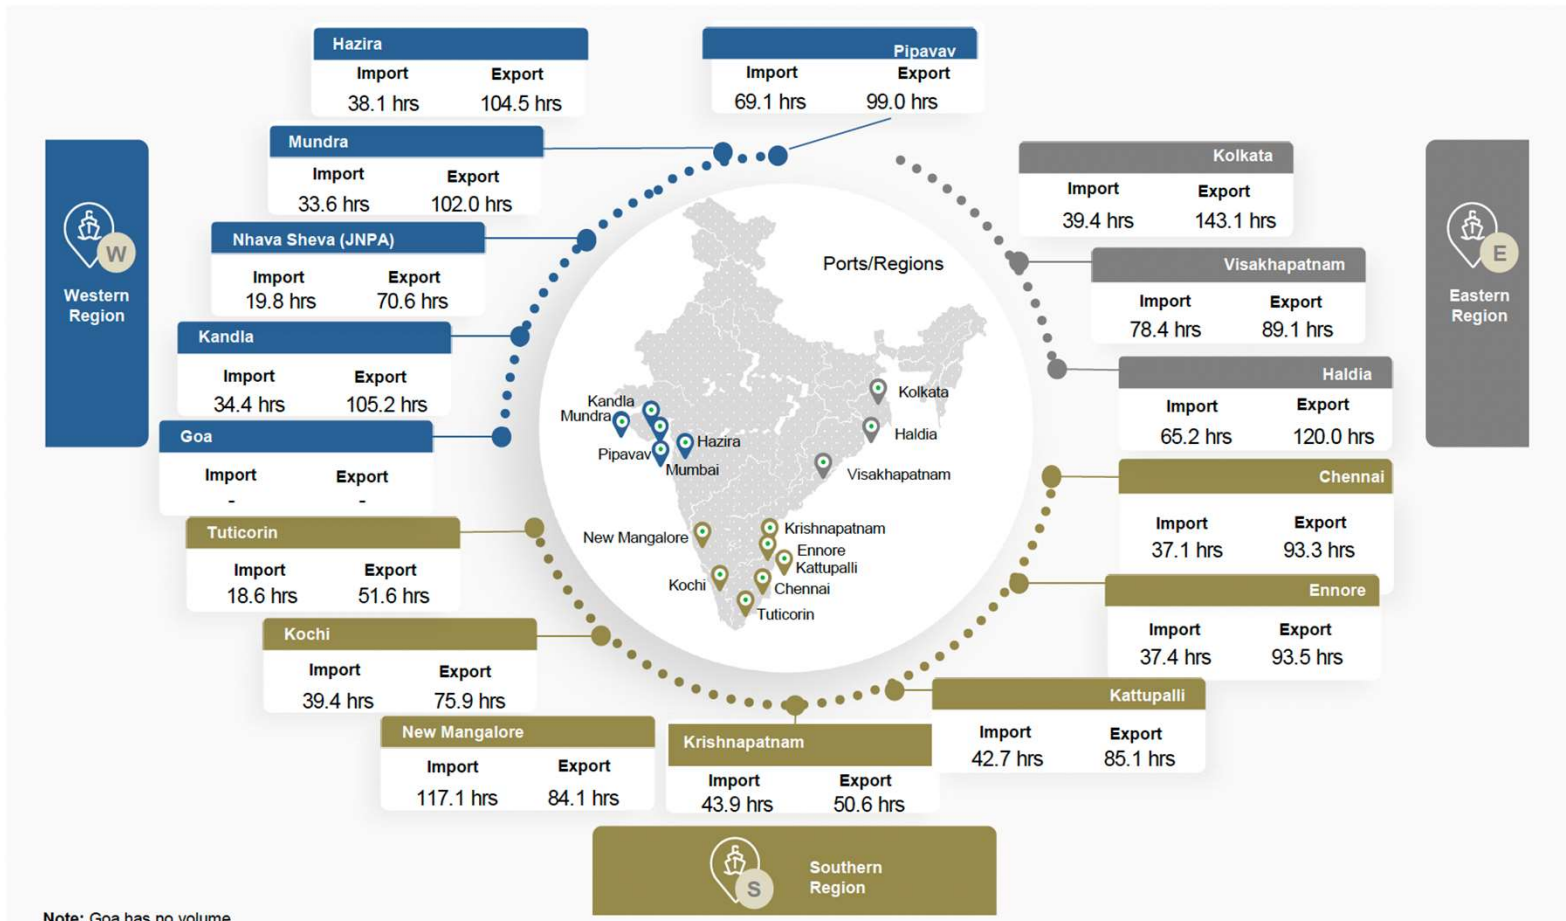 Hazira
Import Export
38.1 hrs 104.5 hrs
Pipavav
Import Export
69.1 hrs 99.0 hrs
Mundra
Import Export
33.6 hrs 102.0 hrs
Nhava Sheva (JNPA)
Import Export
19.8 hrs 70.6 hrs
Kandla
Import Export
34.4 hrs 105.2 hrs
Goa
Import Export
- -
W
Western
Region
Kolkata
Import Export
39.4 hrs 143.1 hrs
Visakhapatnam
Import Export
78.4 hrs 89.1 hrs
Haldia
Import Export
65.2 hrs 120.0 hrs
E
Eastern
Region
Ports/Regions
Kandla
Mundra
Pipavav
Hazira
Mumbai
Kolkata
Haldia
Visakhapatnam
New Mangalore
Krishnapatnam
Ennore
Kattupalli
Kochi
Chennai
Tuticorin
Tuticorin
Import Export
18.6 hrs 51.6 hrs
Kochi
Import Export
39.4 hrs 75.9 hrs
New Mangalore
Import Export
117.1 hrs 84.1 hrs
Krishnapatnam
Import Export
43.9 hrs 50.6 hrs
Chennai
Import Export
37.1 hrs 93.3 hrs
Ennore
Import Export
37.4 hrs 93.5 hrs
Kattupalli
Import Export
42.7 hrs 85.1 hrs
S
Southern
Region
Note: Goa has no volume